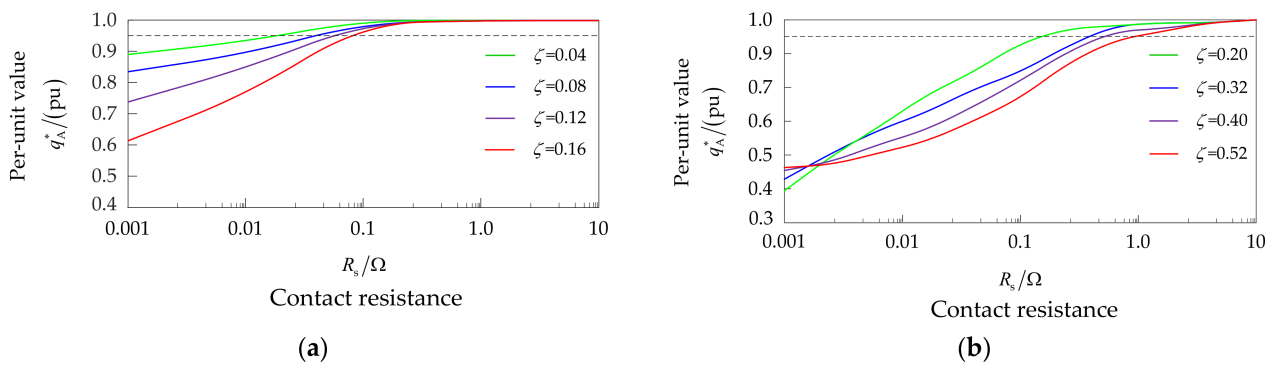 Per-unit value
q*A/(pu)
1.0
0.9
0.8
0.7
0.6
0.5
0.4
0.001
0.01
0.1
1.0
10
ζ=0.04
ζ=0.08
ζ=0.12
ζ=0.16
Rs/Ω
Contact resistance
(a)
Per-unit value
q*A/(pu)
1.0
0.9
0.8
0.7
0.6
0.5
0.4
0.3
0.001
0.01
0.1
1.0
10
ζ=0.20
ζ=0.32
ζ=0.40
ζ=0.52
Rs/Ω
Contact resistance
(b)